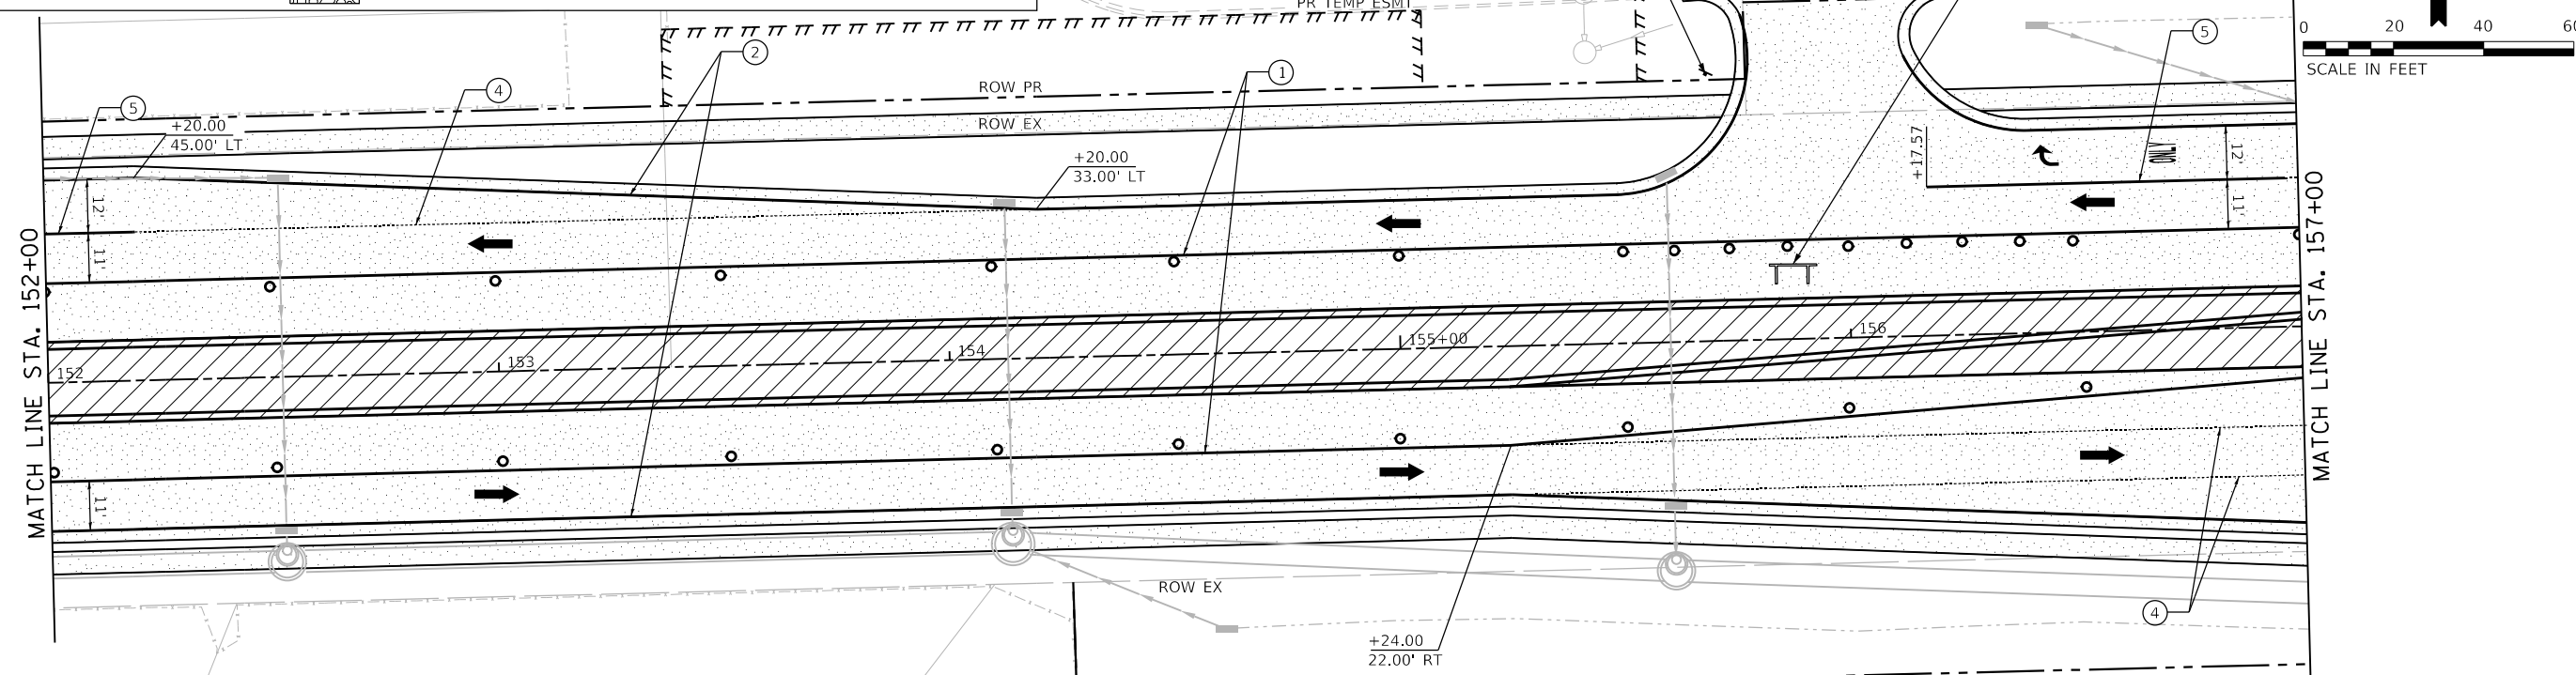 PR TEMP ESMT
0 20 40 60
SCALE IN FEET
2
5
4
1
ROW PR
5
+20.00
45.00' LT
ROW EX
+20.00
33.00' LT
+17.57
ONLY
12'
11'
12'
11'
MATCH LINE STA. 152+00
MATCH LINE STA. 157+00
152
153
154
155+00
156
11'
ROW EX
4
+24.00
22.00' RT